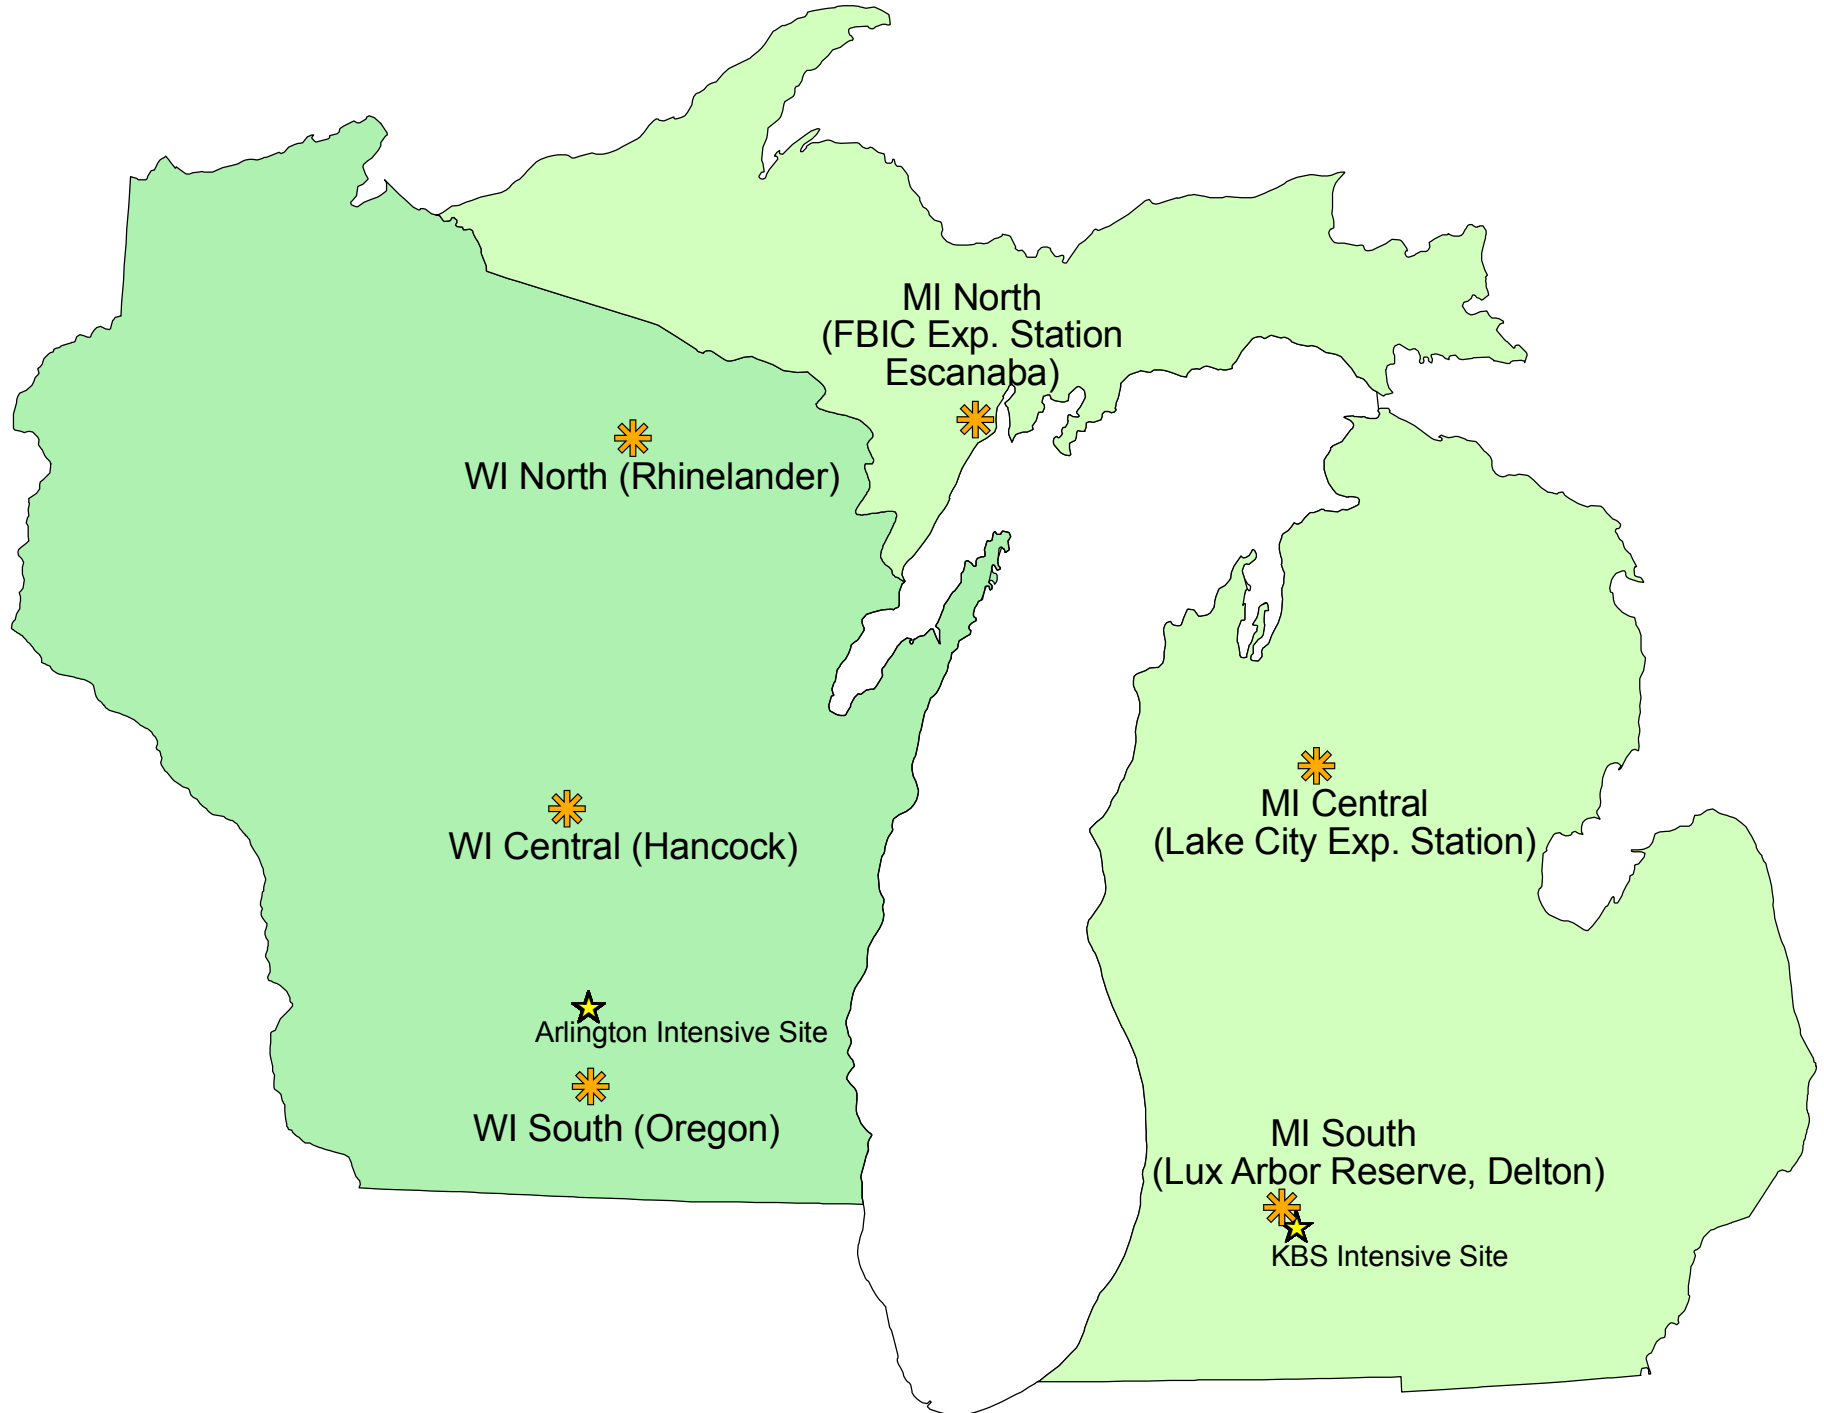 MI North
(FBIC Exp. Station
Escanaba)
WI North (Rhinelander)
MI Central
(Lake City Exp. Station)
WI Central (Hancock)
Arlington Intensive Site
WI South (Oregon)
MI South
(Lux Arbor Reserve, Delton)
KBS Intensive Site